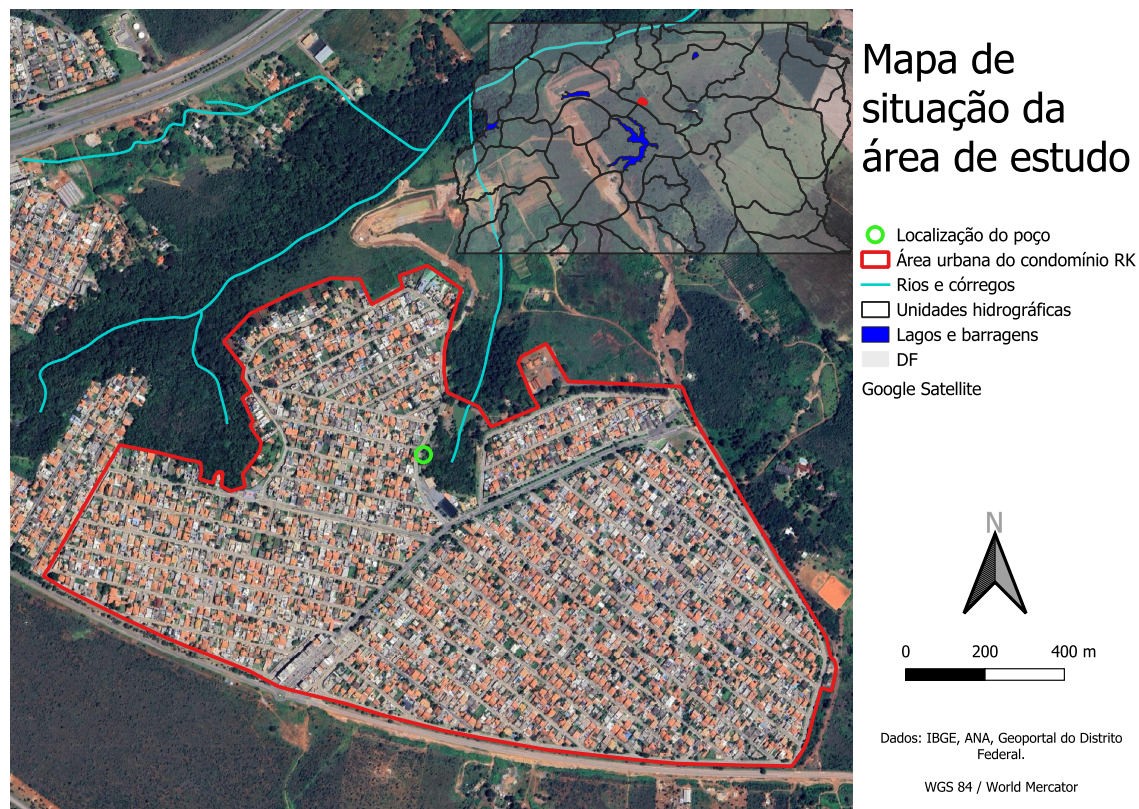 Mapa de
situação da
área de estudo
Localização do poço
Área urbana do condomínio RK
Rios e córregos
Unidades hidrográficas
Lagos e barragens
DF
Google Satellite
N
0 200 400 m
Dados: IBGE, ANA, Geoportal do Distrito
Federal.
WGS 84 / World Mercator